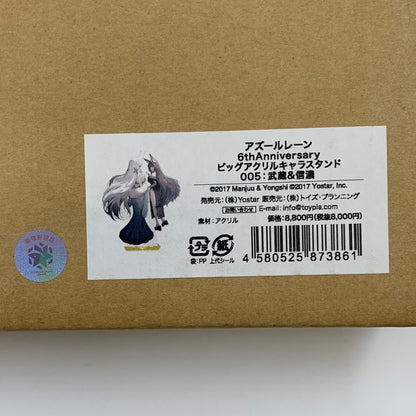 アズールレーン
6thAnniversary
ビッグアクリルキャラスタンド
005：武蔵&信濃
©2017 Manjuu & Yongshi ©2017 Yostar, Inc.
発売元：(株)Yostar 販売元：(株)トイズ・プランニング
お問い合わせ E-mail info@toypla.com
価格：8,800円(税抜8,000円)
素材：アクリル
プラ
紙
袋：PP 上代シール
4 580525 873861